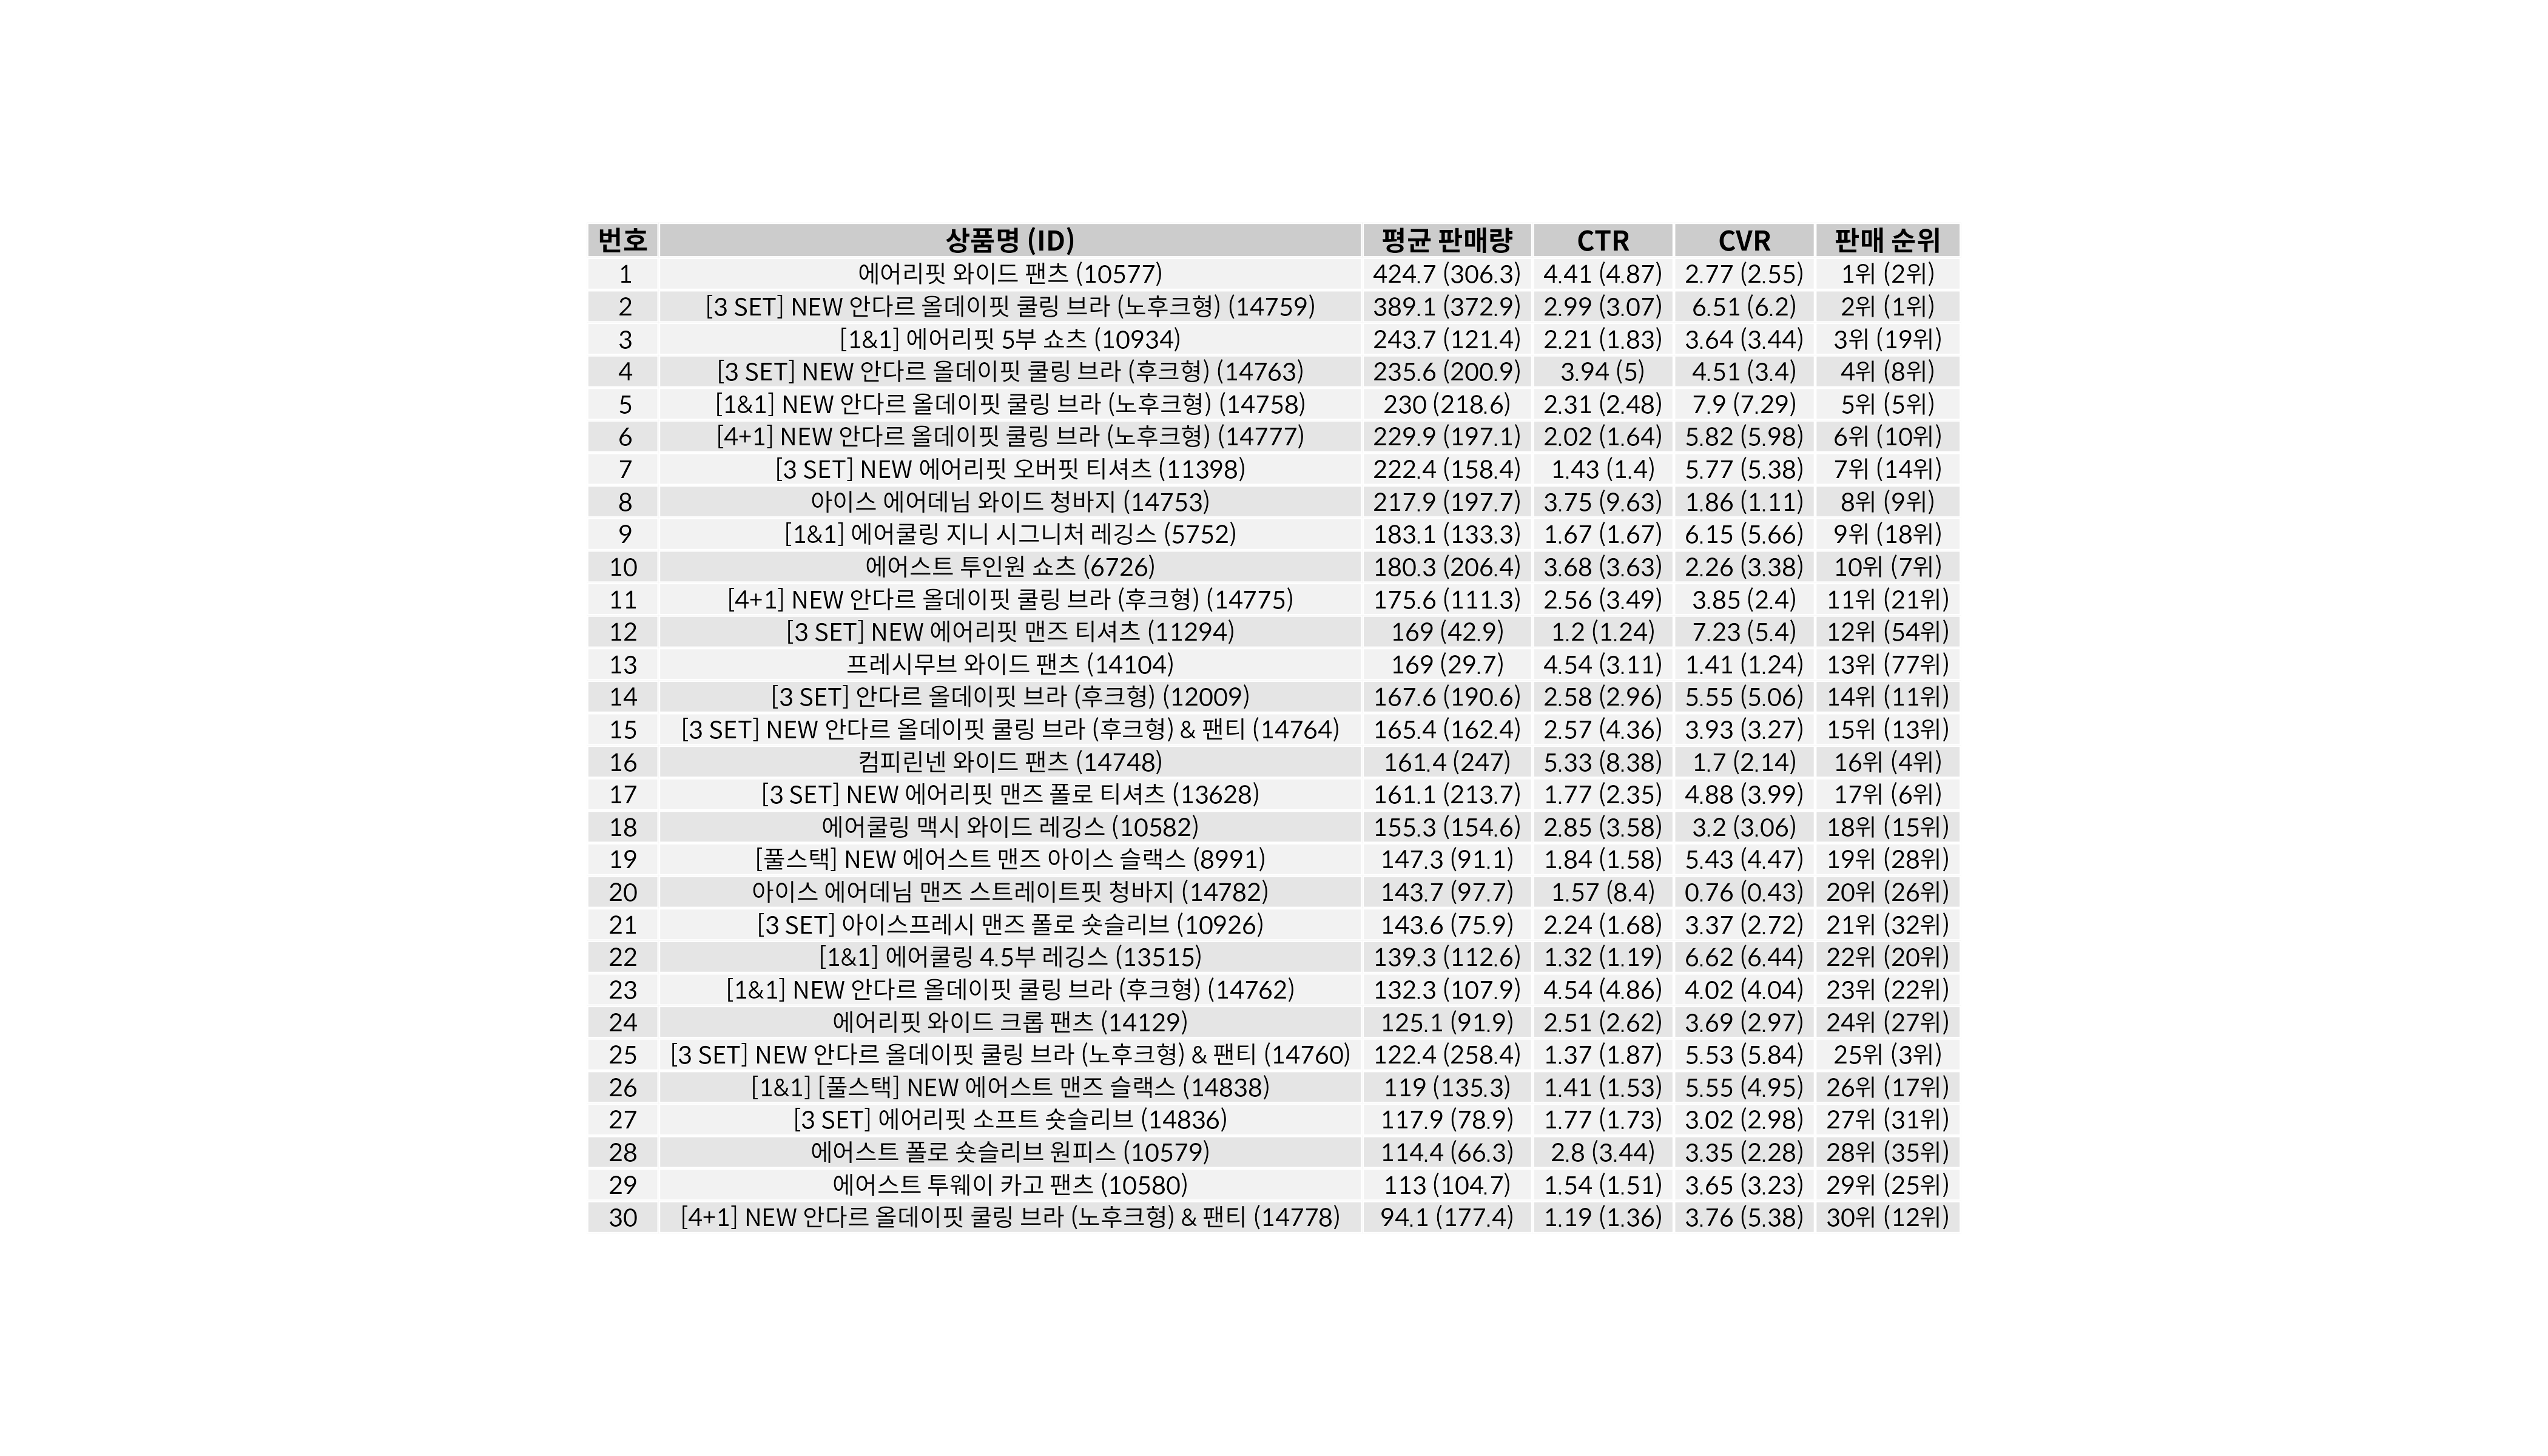 번호 상품명 (ID) 평균 판매량 CTR CVR 판매 순위
1 에어리핏 와이드 팬츠 (10577) 424.7 (306.3) 4.41 (4.87) 2.77 (2.55) 1위 (2위)
2 [3 SET] NEW 안다르 올데이핏 쿨링 브라 (노후크형) (14759) 389.1 (372.9) 2.99 (3.07) 6.51 (6.2) 2위 (1위)
3 [1&1] 에어리핏 5부 쇼츠 (10934) 243.7 (121.4) 2.21 (1.83) 3.64 (3.44) 3위 (19위)
4 [3 SET] NEW 안다르 올데이핏 쿨링 브라 (후크형) (14763) 235.6 (200.9) 3.94 (5) 4.51 (3.4) 4위 (8위)
5 [1&1] NEW 안다르 올데이핏 쿨링 브라 (노후크형) (14758) 230 (218.6) 2.31 (2.48) 7.9 (7.29) 5위 (5위)
6 [4+1] NEW 안다르 올데이핏 쿨링 브라 (노후크형) (14777) 229.9 (197.1) 2.02 (1.64) 5.82 (5.98) 6위 (10위)
7 [3 SET] NEW 에어리핏 오버핏 티셔츠 (11398) 222.4 (158.4) 1.43 (1.4) 5.77 (5.38) 7위 (14위)
8 아이스 에어데님 와이드 청바지 (14753) 217.9 (197.7) 3.75 (9.63) 1.86 (1.11) 8위 (9위)
9 [1&1] 에어쿨링 지니 시그니처 레깅스 (5752) 183.1 (133.3) 1.67 (1.67) 6.15 (5.66) 9위 (18위)
10 에어스트 투인원 쇼츠 (6726) 180.3 (206.4) 3.68 (3.63) 2.26 (3.38) 10위 (7위)
11 [4+1] NEW 안다르 올데이핏 쿨링 브라 (후크형) (14775) 175.6 (111.3) 2.56 (3.49) 3.85 (2.4) 11위 (21위)
12 [3 SET] NEW 에어리핏 맨즈 티셔츠 (11294) 169 (42.9) 1.2 (1.24) 7.23 (5.4) 12위 (54위)
13 프레시무브 와이드 팬츠 (14104) 169 (29.7) 4.54 (3.11) 1.41 (1.24) 13위 (77위)
14 [3 SET] 안다르 올데이핏 브라 (후크형) (12009) 167.6 (190.6) 2.58 (2.96) 5.55 (5.06) 14위 (11위)
15 [3 SET] NEW 안다르 올데이핏 쿨링 브라 (후크형) & 팬티 (14764) 165.4 (162.4) 2.57 (4.36) 3.93 (3.27) 15위 (13위)
16 컴피린넨 와이드 팬츠 (14748) 161.4 (247) 5.33 (8.38) 1.7 (2.14) 16위 (4위)
17 [3 SET] NEW 에어리핏 맨즈 폴로 티셔츠 (13628) 161.1 (213.7) 1.77 (2.35) 4.88 (3.99) 17위 (6위)
18 에어쿨링 맥시 와이드 레깅스 (10582) 155.3 (154.6) 2.85 (3.58) 3.2 (3.06) 18위 (15위)
19 [풀스택] NEW 에어스트 맨즈 아이스 슬랙스 (8991) 147.3 (91.1) 1.84 (1.58) 5.43 (4.47) 19위 (28위)
20 아이스 에어데님 맨즈 스트레이트핏 청바지 (14782) 143.7 (97.7) 1.57 (8.4) 0.76 (0.43) 20위 (26위)
21 [3 SET] 아이스프레시 맨즈 폴로 숏슬리브 (10926) 143.6 (75.9) 2.24 (1.68) 3.37 (2.72) 21위 (32위)
22 [1&1] 에어쿨링 4.5부 레깅스 (13515) 139.3 (112.6) 1.32 (1.19) 6.62 (6.44) 22위 (20위)
23 [1&1] NEW 안다르 올데이핏 쿨링 브라 (후크형) (14762) 132.3 (107.9) 4.54 (4.86) 4.02 (4.04) 23위 (22위)
24 에어리핏 와이드 크롭 팬츠 (14129) 125.1 (91.9) 2.51 (2.62) 3.69 (2.97) 24위 (27위)
25 [3 SET] NEW 안다르 올데이핏 쿨링 브라 (노후크형) & 팬티 (14760) 122.4 (258.4) 1.37 (1.87) 5.53 (5.84) 25위 (3위)
26 [1&1] [풀스택] NEW 에어스트 맨즈 슬랙스 (14838) 119 (135.3) 1.41 (1.53) 5.55 (4.95) 26위 (17위)
27 [3 SET] 에어리핏 소프트 숏슬리브 (14836) 117.9 (78.9) 1.77 (1.73) 3.02 (2.98) 27위 (31위)
28 에어스트 폴로 숏슬리브 원피스 (10579) 114.4 (66.3) 2.8 (3.44) 3.35 (2.28) 28위 (35위)
29 에어스트 투웨이 카고 팬츠 (10580) 113 (104.7) 1.54 (1.51) 3.65 (3.23) 29위 (25위)
30 [4+1] NEW 안다르 올데이핏 쿨링 브라 (노후크형) & 팬티 (14778) 94.1 (177.4) 1.19 (1.36) 3.76 (5.38) 30위 (12위)